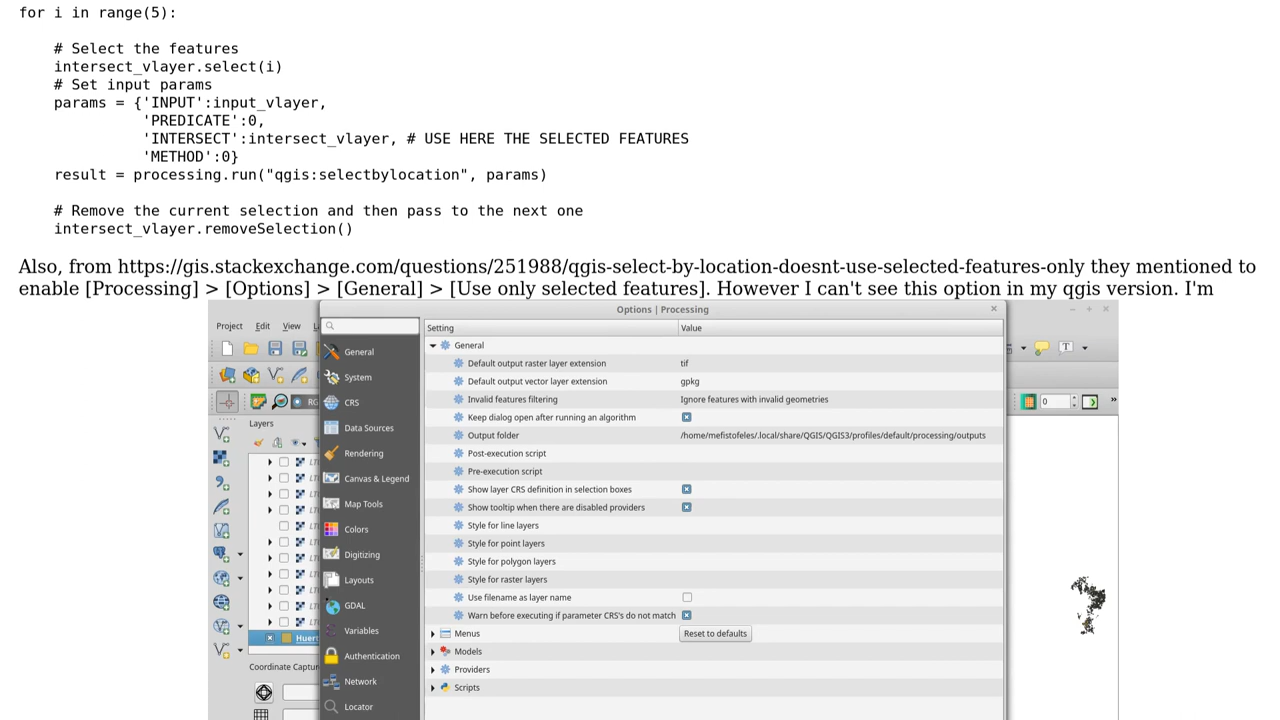 for i in range(5):
# Select the features
intersect_vlayer.select(i)
# Set input params
params = {'INPUT':input_vlayer,
'PREDICATE':0,
'INTERSECT':intersect_vlayer, # USE HERE THE SELECTED FEATURES
'METHOD':0}
result = processing.run("qgis:selectbylocation", params)
# Remove the current selection and then pass to the next one
intersect_vlayer.removeSelection()
Also, from https://gis.stackexchange.com/questions/251988/qgis-select-by-location-doesnt-use-selected-features-only they mentioned to
enable [Processing] > [Options] > [General] > [Use only selected features]. However I can't see this option in my qgis version. I'm
Options | Processing
Project Edit View
Setting Value
General
General
Default output raster layer extension tif
System
Default output vector layer extension gpkg
CRS
Invalid features filtering Ignore features with invalid geometries
Keep dialog open after running an algorithm
0
Layers
Data Sources
Output folder /home/mefistofeles/.local/share/QGIS/QGIS3/profiles/default/processing/outputs
Rendering
Post-execution script
Pre-execution script
Canvas & Legend
Show layer CRS definition in selection boxes
Map Tools
Show tooltip when there are disabled providers
Colors
Style for line layers
Style for point layers
Digitizing
Style for polygon layers
Layouts
Style for raster layers
GDAL
Use filename as layer name
Warn before executing if parameter CRS's do not match
Variables
Menus Reset to defaults
Authentication
Models
Coordinate Captur
Providers
Network
Scripts
Locator